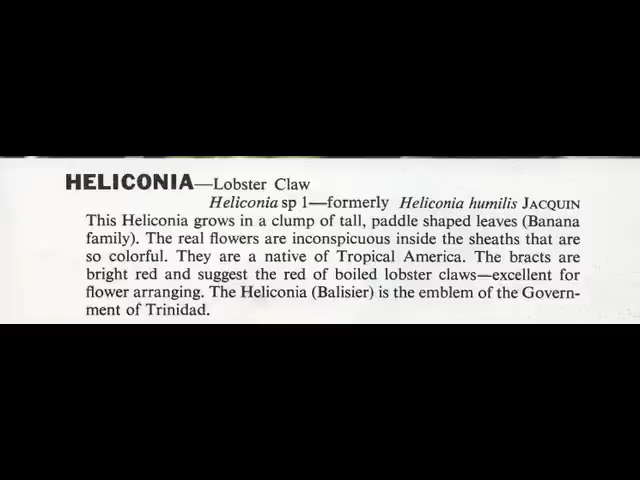 HELICONIA—Lobster Claw
Heliconia sp 1—formerly Heliconia humilis JACQUIN
This Heliconia grows in a clump of tall, paddle shaped leaves (Banana
family). The real flowers are inconspicuous inside the sheaths that are
so colorful. They are a native of Tropical America. The bracts are
bright red and suggest the red of boiled lobster claws—excellent for
flower arranging. The Heliconia (Balisier) is the emblem of the Govern-
ment of Trinidad.